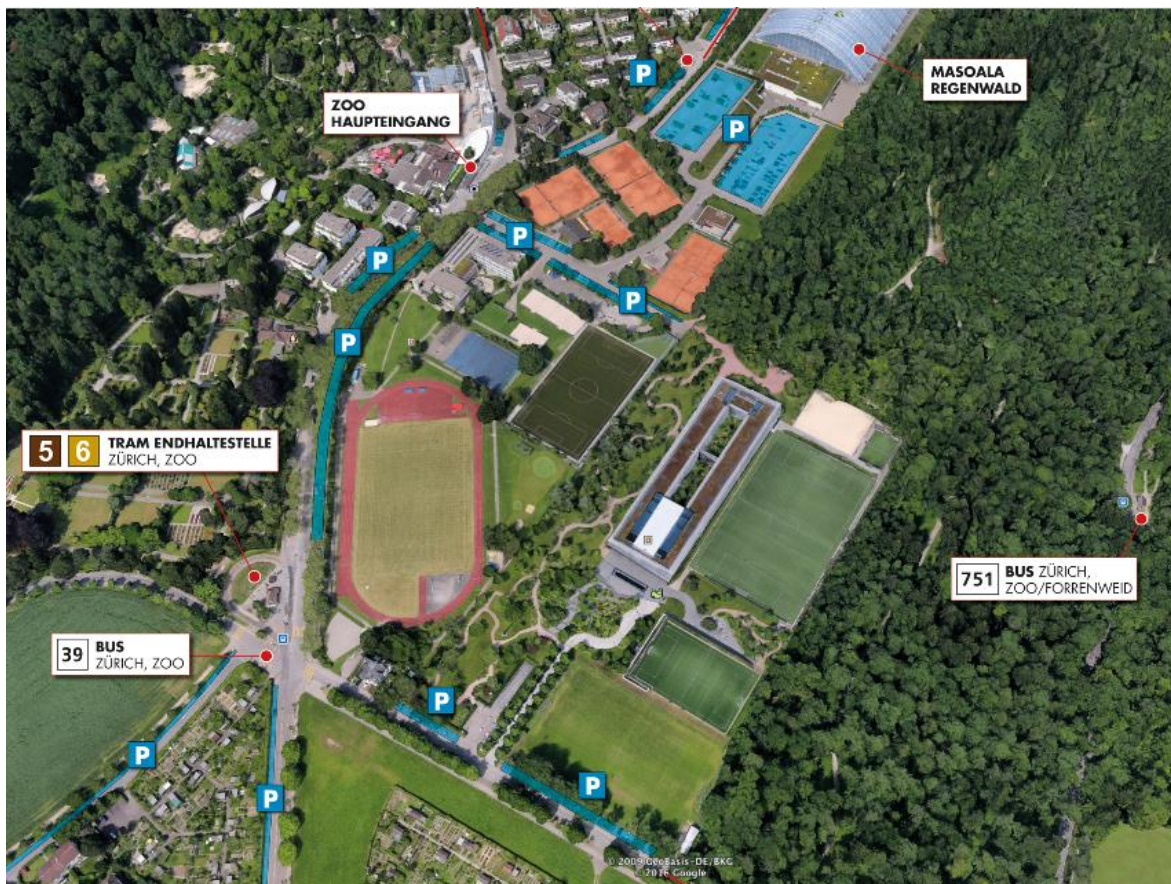 P
MASOALA
REGENWALD
ZOO
HAUPTEINGANG
P
P
P
P
P
5 6 TRAM ENDHALTESTELLE
ZÜRICH, ZOO
751 BUS ZÜRICH,
ZOO/FORRENWEID
39 BUS
ZÜRICH, ZOO
P
P
P
P
© 2009 GeoBasis-DE/BKG
© 2016 Google